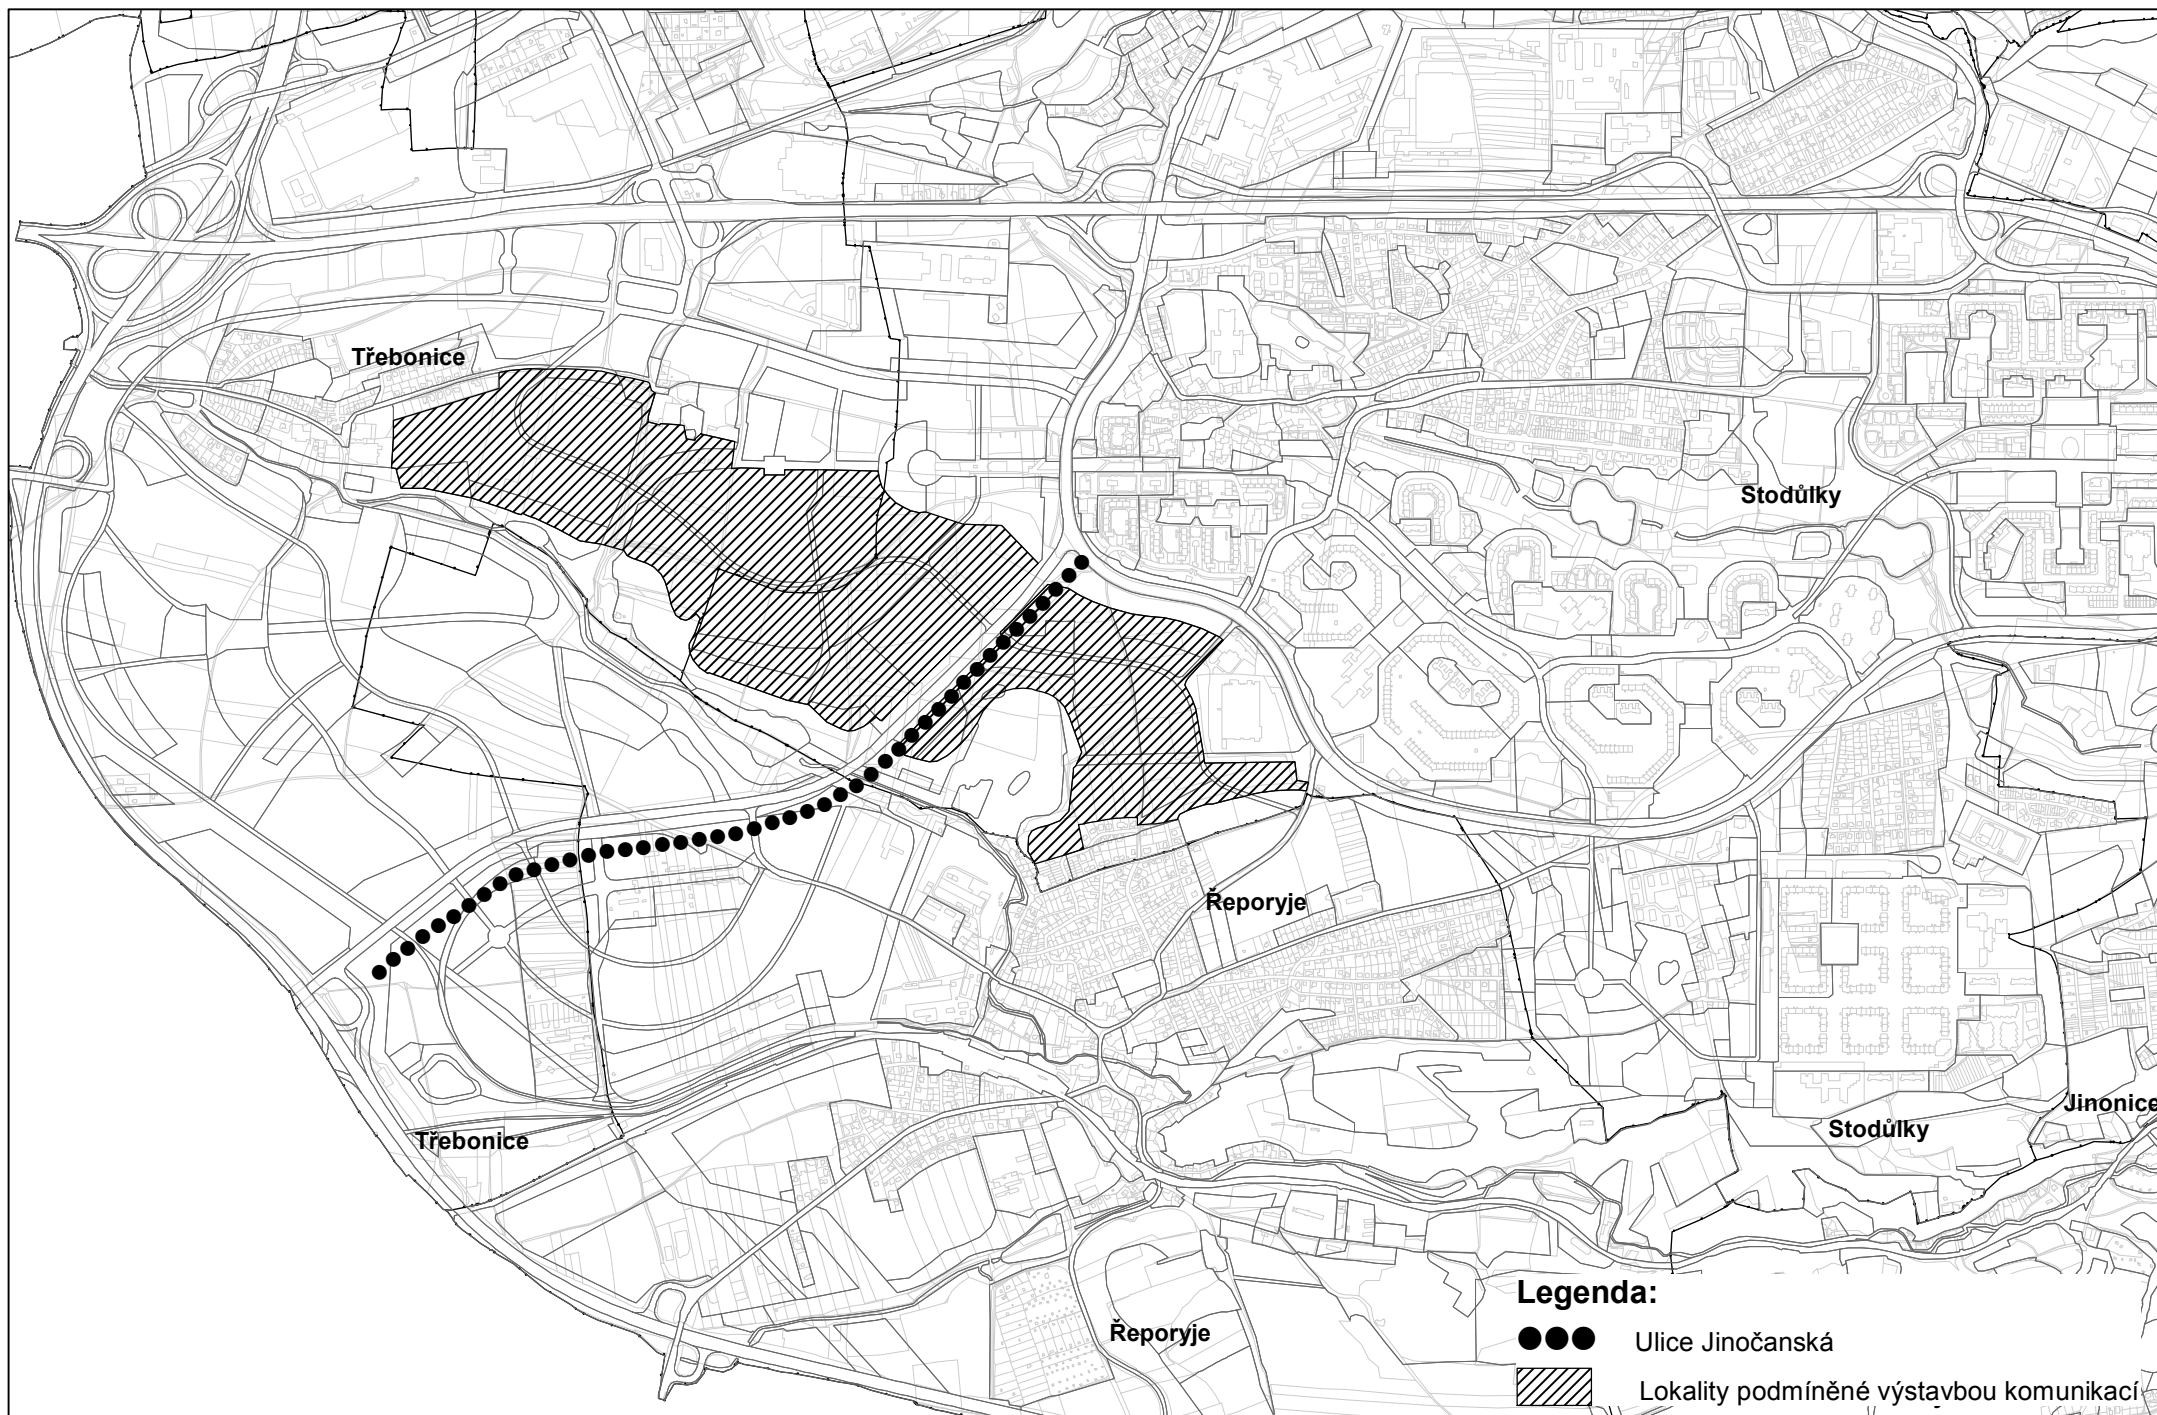 Třebonice
Stodůlky
Řeporyje
Jinonice
Stodůlky
Třebonice
Řeporyje
Legenda:
Ulice Jinočanská
Lokality podmíněné výstavbou komunikací